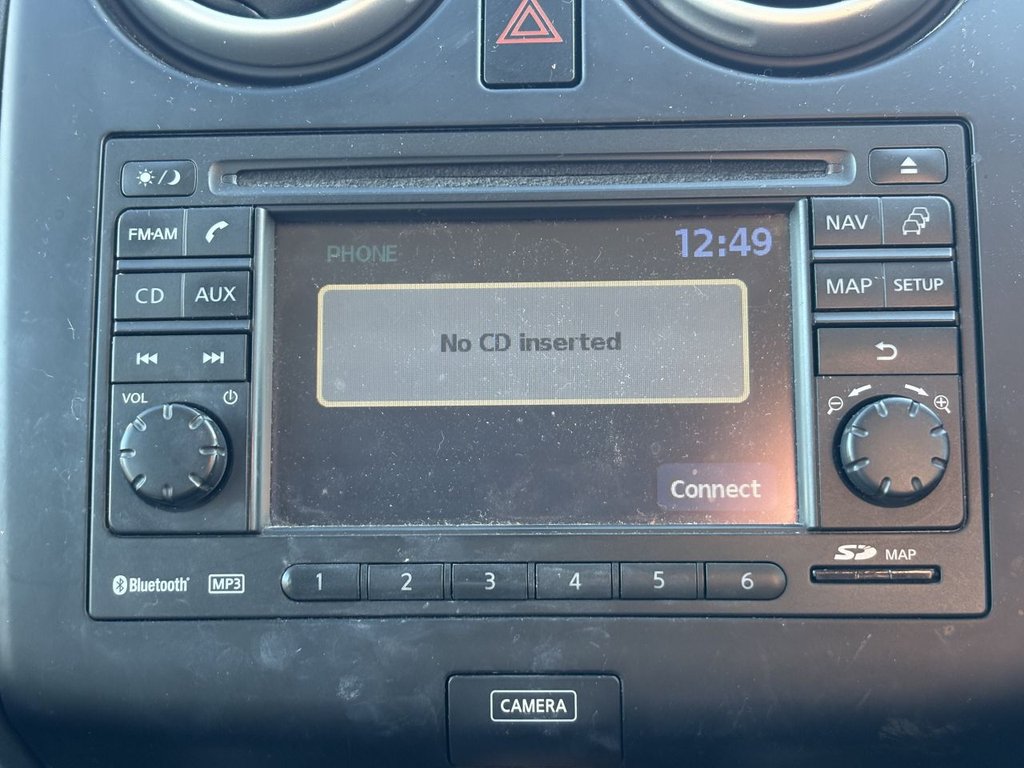 FM·AM
CD
AUX
VOL
PHONE
12:49
No CD inserted
Connect
NAV
MAP
SETUP
Bluetooth®
MP3
1 2 3 4 5 6
SD MAP
CAMERA